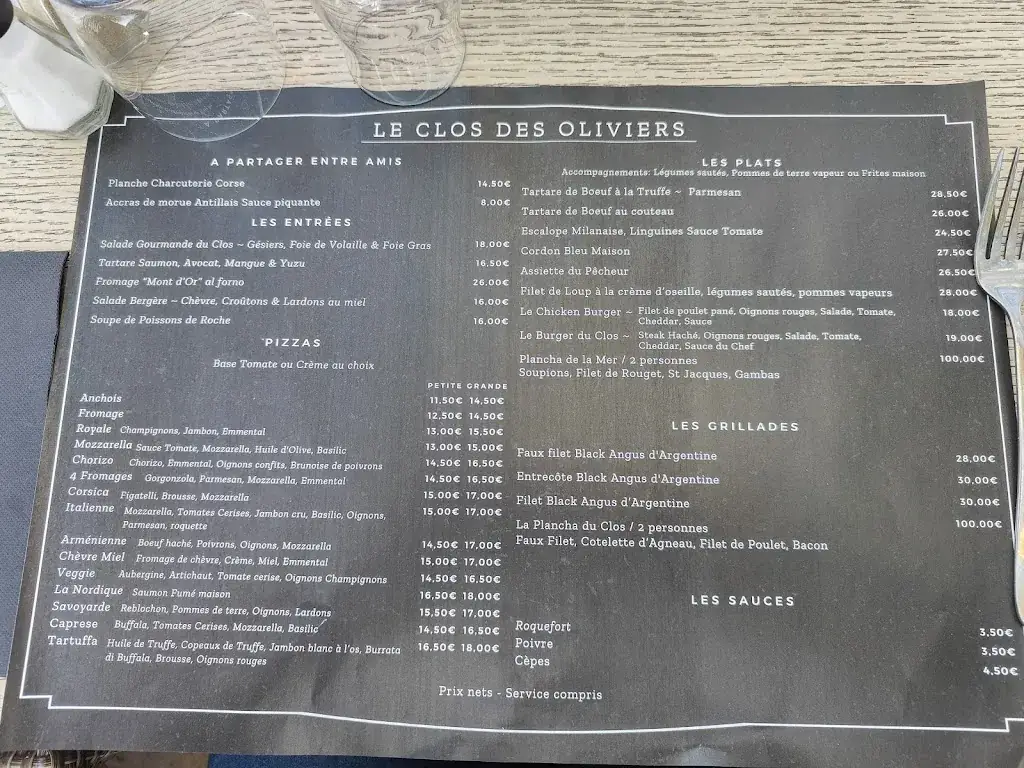 LE CLOS DES OLIVIERS
A PARTAGER ENTRE AMIS
Planche Charcuterie Corse 14,50€
Accras de morue Antillais Sauce piquante 8,00€
LES ENTRÈES
Salade Gourmande du Clos ~ Gésiers, Foie de Volaille & Foie Gras 18,00€
Tartare Saumon, Avocat, Mangue & Yuzu 16,50€
Fromage "Mont d'Or" al forno 26,00€
Salade Bergère ~ Chèvre, Croûtons & Lardons au miel 16,00€
Soupe de Poissons de Roche 16,00€
PIZZAS
Base Tomate ou Crème au choix
PETITE GRANDE
Anchois 11,50€ 14,50€
Fromage 12,50€ 14,50€
Royale Champignons, Jambon, Emmental 13,00€ 15,50€
Mozzarella Sauce Tomate, Mozzarella, Huile d'Olive, Basilic 13,00€ 15,00€
Chorizo Chorizo, Emmental, Oignons confits, Brunoise de poivrons 14,50€ 16,50€
4 Fromages Gorgonzola, Parmesan, Mozzarella, Emmental 14,50€ 16,50€
Corsica Figatelli, Brousse, Mozzarella 15,00€ 17,00€
Italienne Mozzarella, Tomates Cerises, Jambon cru, Basilic, Oignons, 15,00€ 17,00€
Parmesan, roquette
Arménienne Boeuf haché, Poivrons, Oignons, Mozzarella 14,50€ 17,00€
Chèvre Miel Fromage de chèvre, Crème, Miel, Emmental 15,00€ 17,00€
Veggie Aubergine, Artichaut, Tomate cerise, Oignons Champignons 14,50€ 16,50€
La Nordique Saumon Fumé maison 16,50€ 18,00€
Savoyarde Reblochon, Pommes de terre, Oignons, Lardons 15,50€ 17,00€
Caprese Buffala, Tomates Cerises, Mozzarella, Basilic 14,50€ 16,50€
Tartuffa Huile de Truffe, Copeaux de Truffe, Jambon blanc à l'os, Burrata 16,50€ 18,00€
di Buffala, Brousse, Oignons rouges
LES PLATS
Accompagnements: Légumes sautés, Pommes de terre vapeur ou Frites maison
Tartare de Boeuf à la Truffe ~ Parmesan 28,50€
Tartare de Boeuf au couteau 26,00€
Escalope Milanaise, Linguines Sauce Tomate 24,50€
Cordon Bleu Maison 27,50€
Assiette du Pêcheur 26,50€
Filet de Loup à la crème d'oseille, légumes sautés, pommes vapeurs 28,00€
Le Chicken Burger ~ Filet de poulet pané, Oignons rouges, Salade, Tomate, 18,00€
Cheddar, Sauce
Le Burger du Clos ~ Steak Haché, Oignons rouges, Salade, Tomate, 19,00€
Cheddar, Sauce du Chef
Plancha de la Mer / 2 personnes 100,00€
Soupions, Filet de Rouget, St Jacques, Gambas
LES GRILLADES
Faux filet Black Angus d'Argentine 28,00€
Entrecôte Black Angus d'Argentine 30,00€
Filet Black Angus d'Argentine 30,00€
La Plancha du Clos / 2 personnes 100,00€
Faux Filet, Cotelette d'Agneau, Filet de Poulet, Bacon
LES SAUCES
Roquefort 3,50€
Poivre 3,50€
Cèpes 4,50€
Prix nets - Service compris